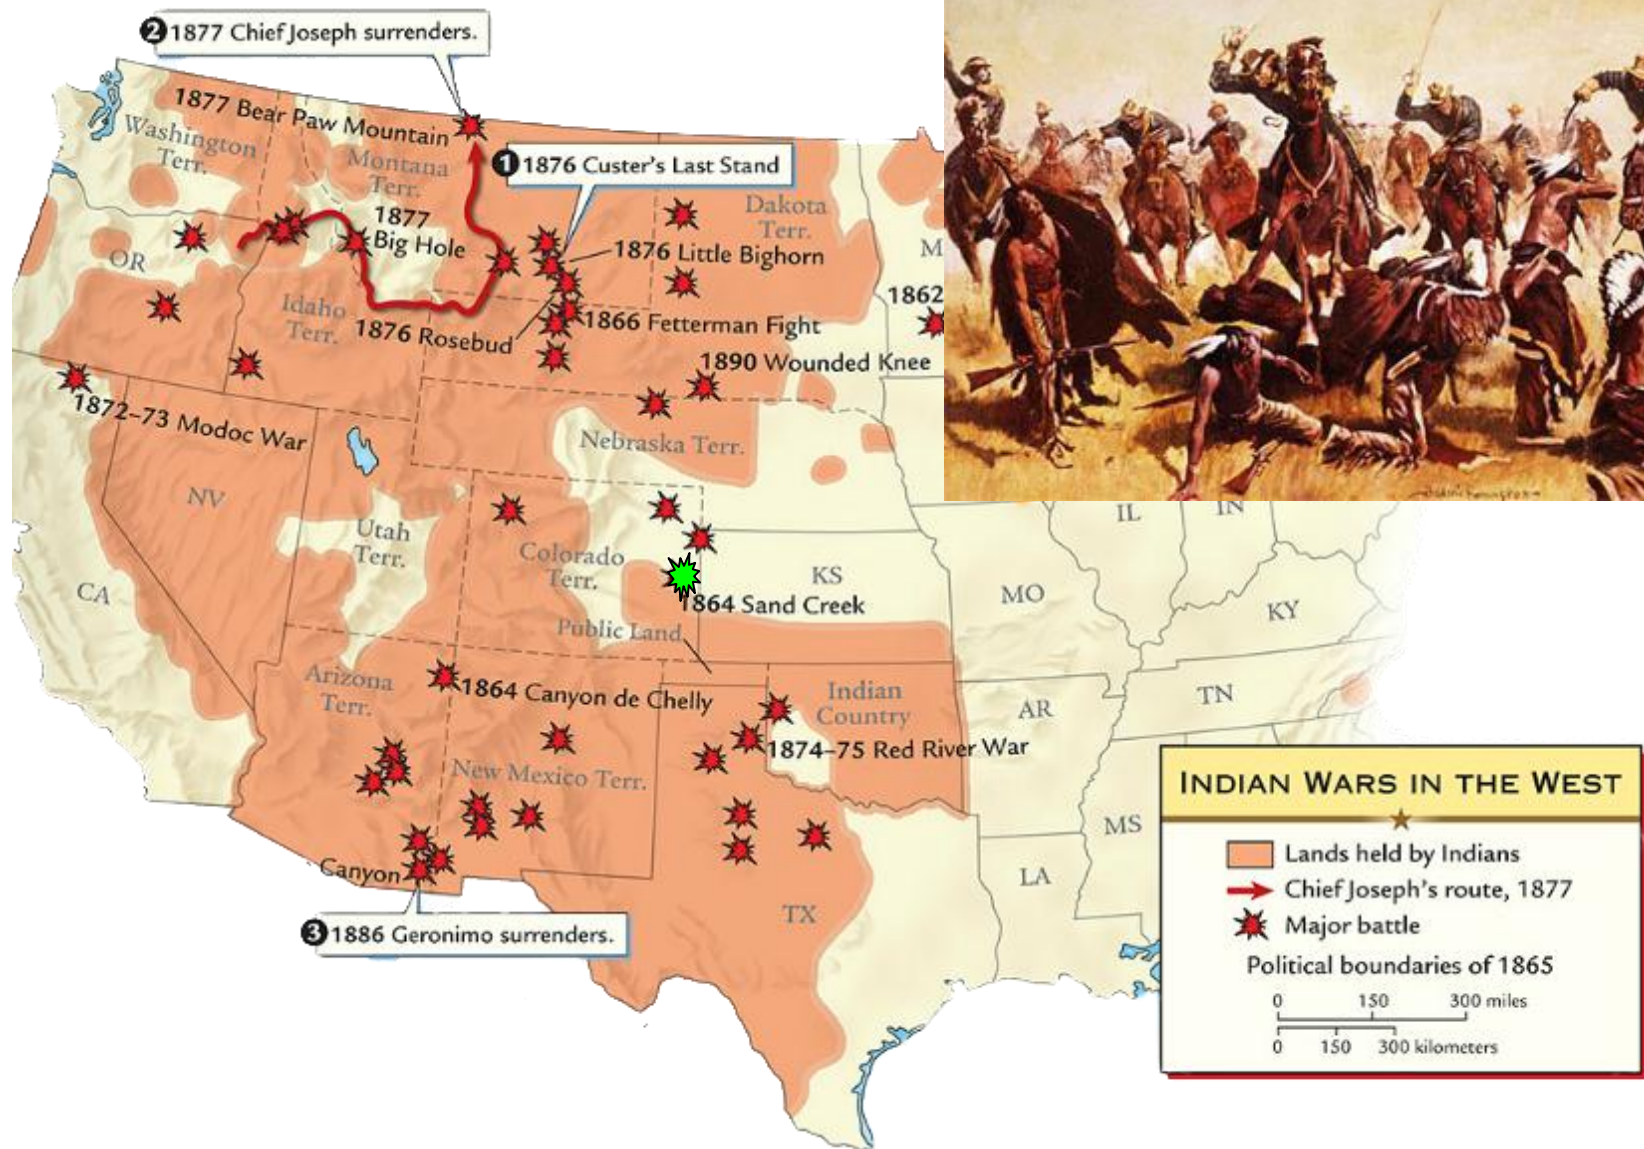 2 1877 Chief Joseph surrenders.
1877 Bear Paw Mountain
Washington
Terr.
Montana
Terr.
1 1876 Custer's Last Stand
Dakota
Terr.
1877
Big Hole
1876 Little Bighorn
OR
M
1862
Idaho
Terr.
1876 Rosebud
1866 Fetterman Fight
1890 Wounded Knee
1872–73 Modoc War
Nebraska Terr.
NV
Utah
Terr.
Colorado
Terr.
IL
IN
KS
MO
CA
1864 Sand Creek
KY
Public Land
Arizona
Terr.
1864 Canyon de Chelly
Indian
Country
AR
TN
1874–75 Red River War
New Mexico Terr.
MS
Canyon
LA
TX
3 1886 Geronimo surrenders.
INDIAN WARS IN THE WEST
Lands held by Indians
Chief Joseph's route, 1877
Major battle
Political boundaries of 1865
0 150 300 miles
0 150 300 kilometers